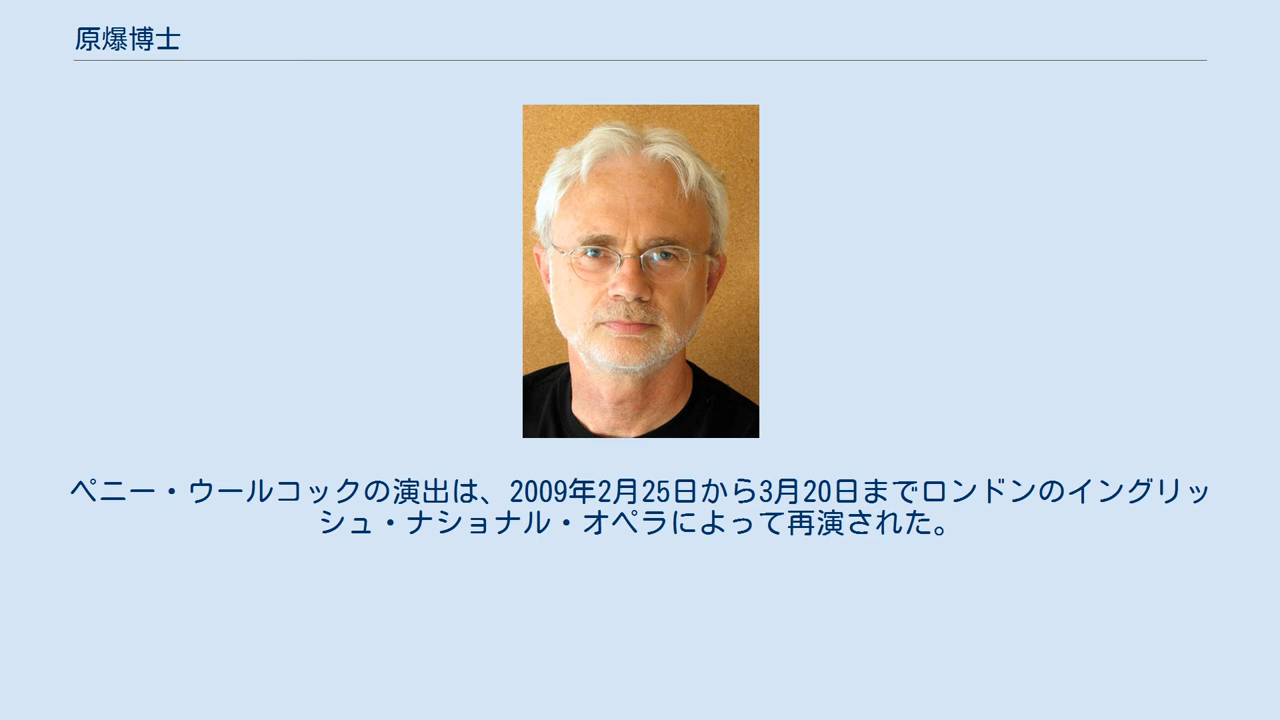 原爆博士
ペニー・ウールコックの演出は、2009年2月25日から3月20日までロンドンのイングリッ
シュ・ナショナル・オペラによって再演された。